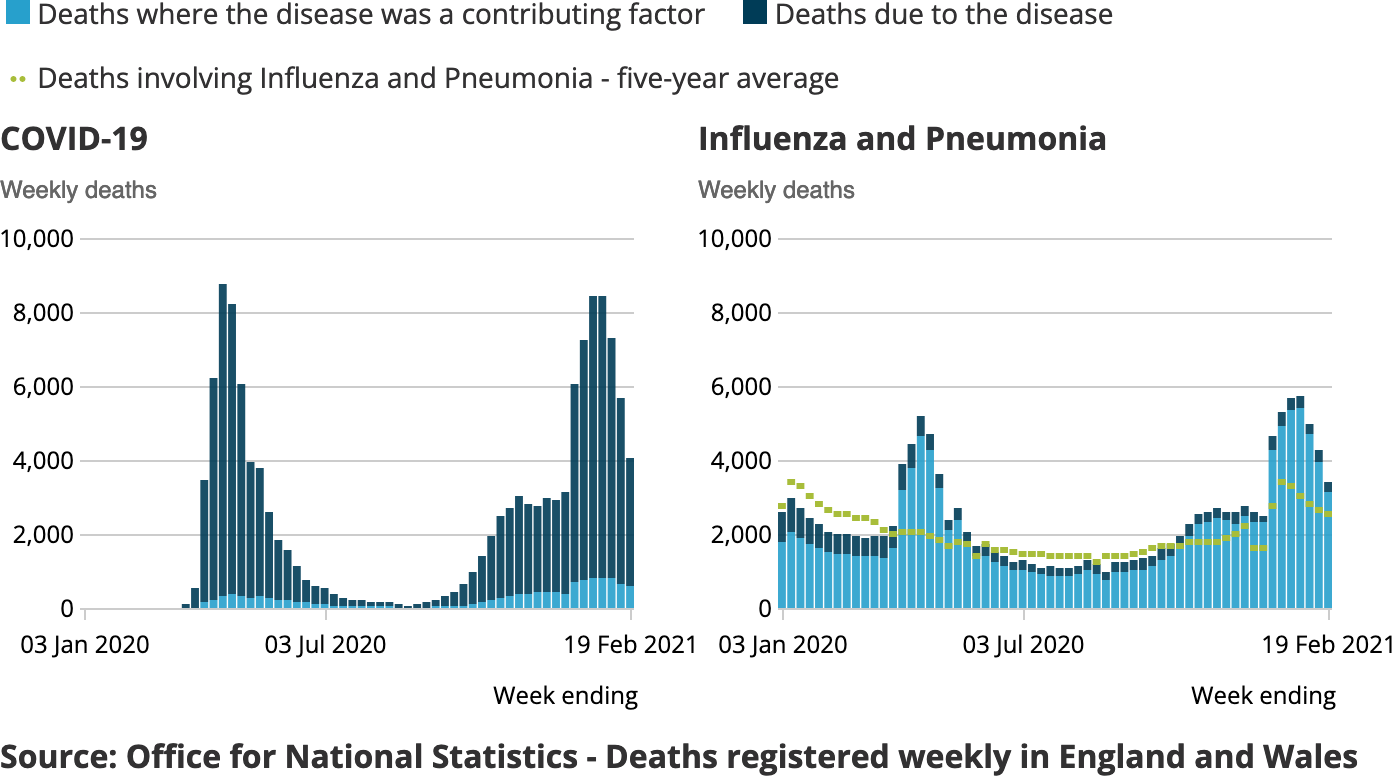 Deaths where the disease was a contributing factor Deaths due to the disease
Deaths involving Influenza and Pneumonia - five-year average
COVID-19
Weekly deaths
10,000
8,000
6,000
4,000
2,000
0
03 Jan 2020 03 Jul 2020 19 Feb 2021
Week ending
Influenza and Pneumonia
Weekly deaths
10,000
8,000
6,000
4,000
2,000
0
03 Jan 2020 03 Jul 2020 19 Feb 2021
Week ending
Source: Office for National Statistics - Deaths registered weekly in England and Wales